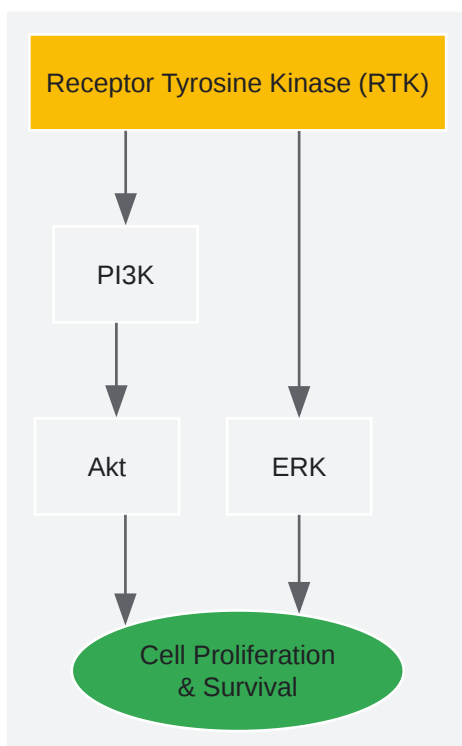 Receptor Tyrosine Kinase (RTK)
PI3K
Akt
ERK
Cell Proliferation
& Survival